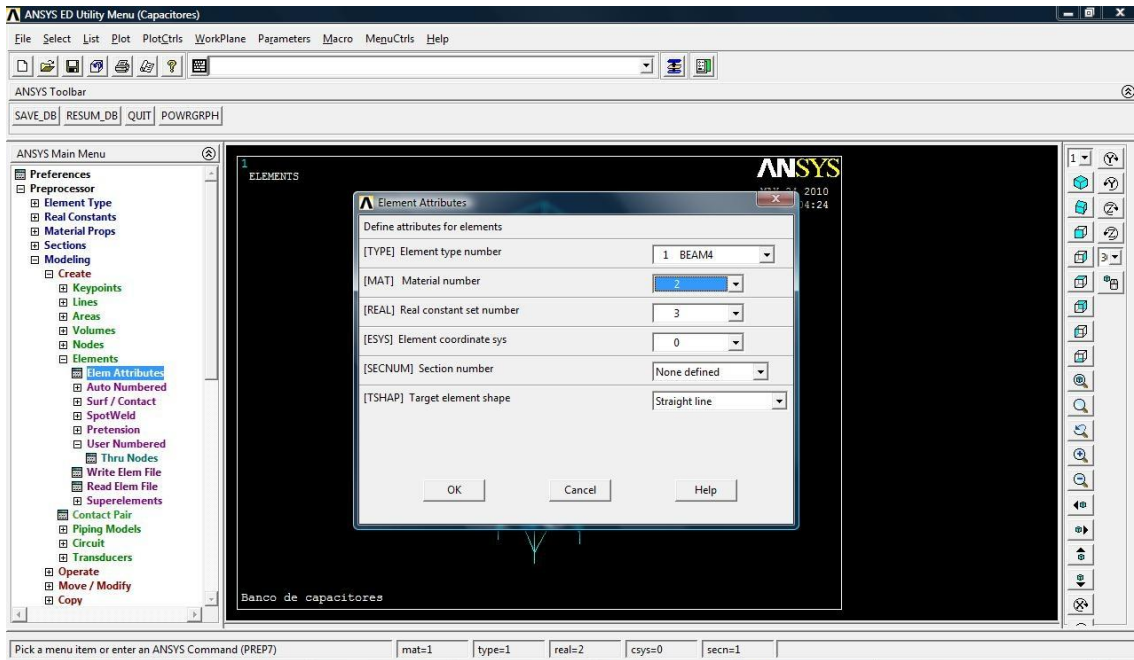 ANSYS ED Utility Menu (Capacitores)
File Select List Plot PlotCtrls WorkPlane Parameters Macro MenuCtrls Help
ANSYS Toolbar
SAVE_DB RESUM_DB QUIT POWRGRPH
ANSYS Main Menu
Preferences
Preprocessor
Element Type
Real Constants
Material Props
Sections
Modeling
Create
Keypoints
Lines
Areas
Volumes
Nodes
Elements
Elem Attributes
Auto Numbered
Surf / Contact
SpotWeld
Pretension
User Numbered
Thru Nodes
Write Elem File
Read Elem File
Superelements
Contact Pair
Piping Models
Circuit
Transducers
Operate
Move / Modify
Copy
1
ELEMENTS
ANSYS
2010
04:24
Element Attributes
Define attributes for elements
[TYPE] Element type number 1 BEAM4
[MAT] Material number 2
[REAL] Real constant set number 3
[ESYS] Element coordinate sys 0
[SECNUM] Section number None defined
[TSHAP] Target element shape Straight line
OK Cancel Help
Banco de capacitores
1
3
Pick a menu item or enter an ANSYS Command (PREP7) mat=1 type=1 real=2 csys=0 secn=1